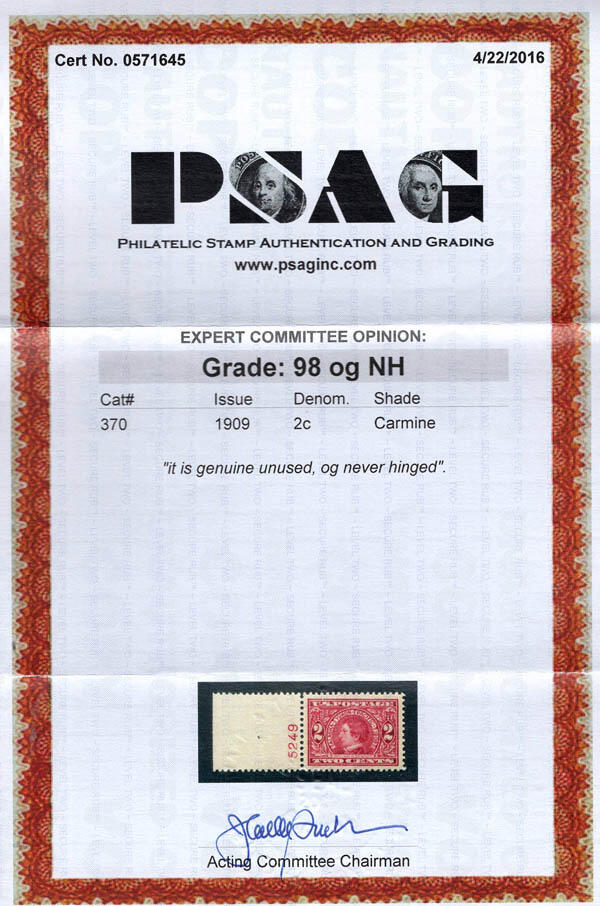 Cert No. 0571645
4/22/2016
PSAG
PHILATELIC STAMP AUTHENTICATION AND GRADING
www.psaginc.com
EXPERT COMMITTEE OPINION:
Grade: 98 og NH
Cat# Issue Denom. Shade
370 1909 2c Carmine
"it is genuine unused, og never hinged".
5249
U.S. POSTAGE
2 2
TWO CENTS
Acting Committee Chairman